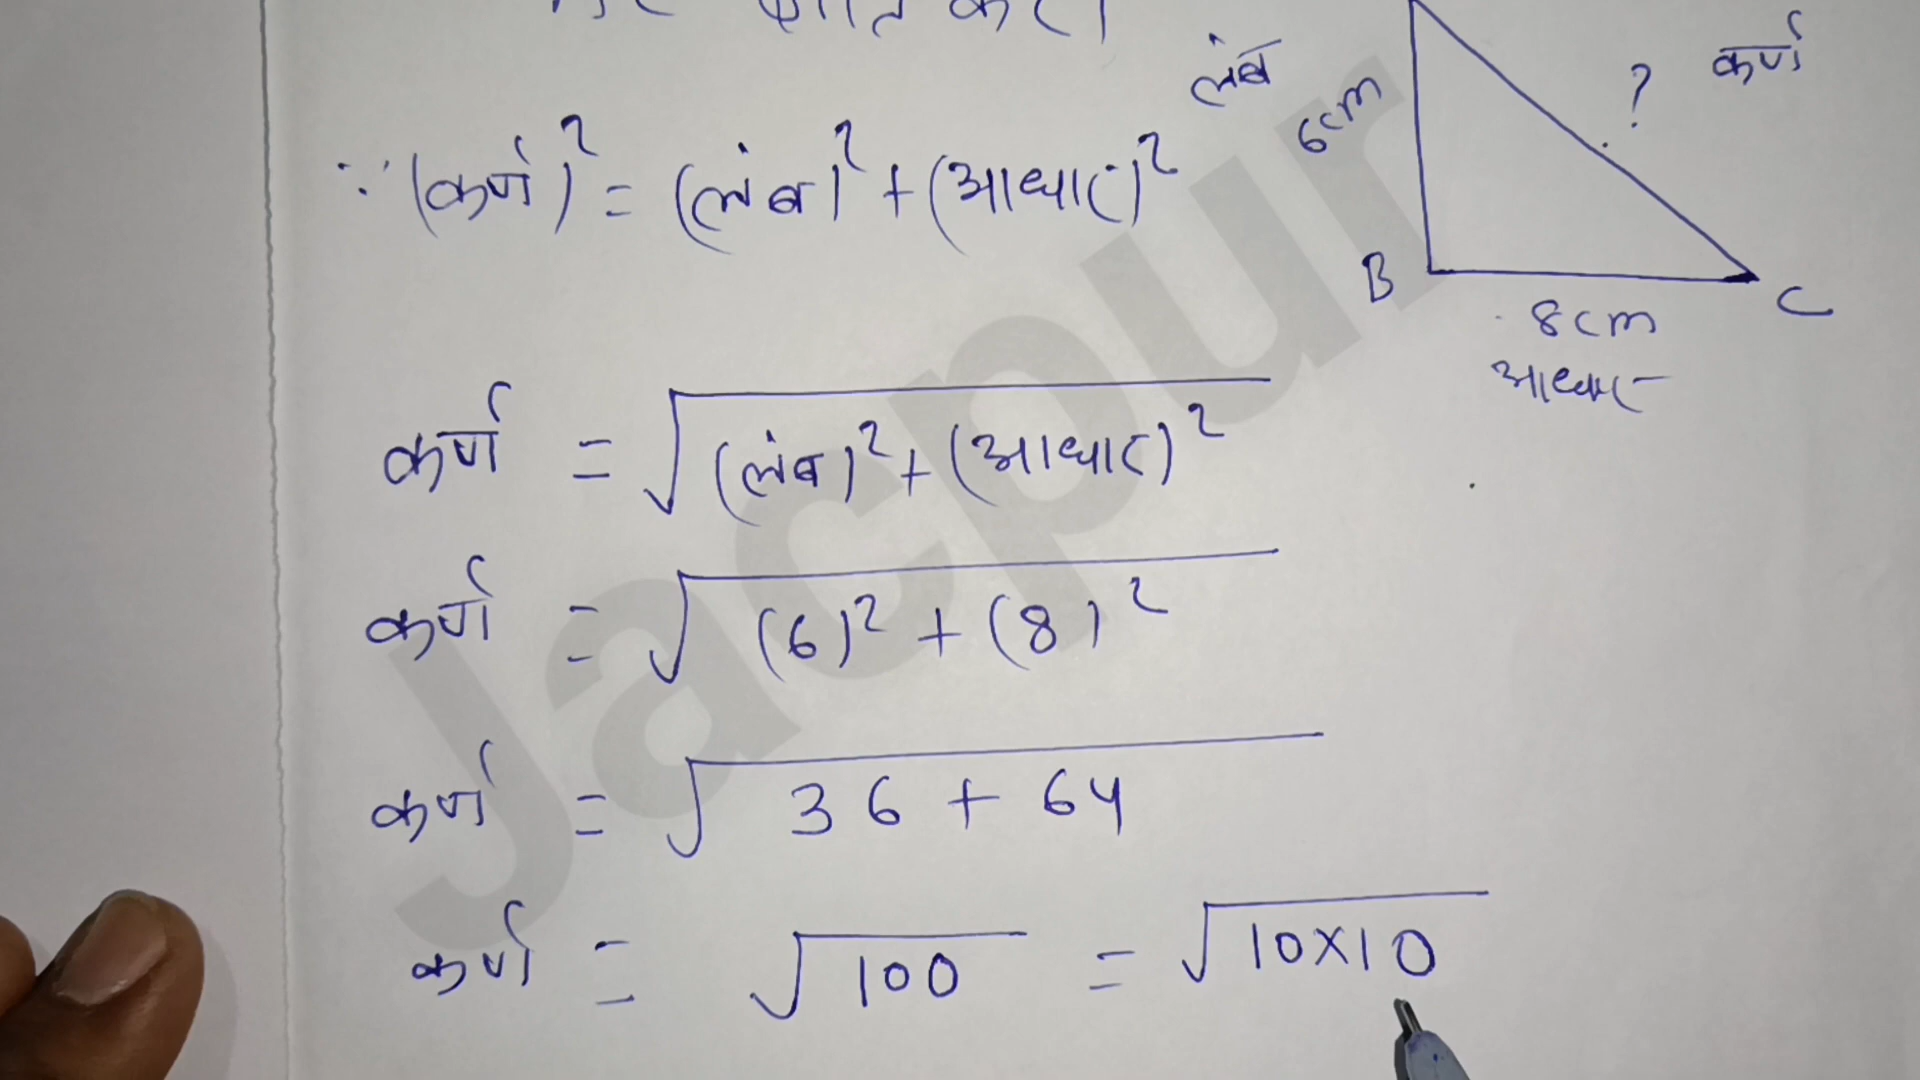 ज्ञात करें।
लंब
6cm
?
कर्ण
∵ (कर्ण)² = (लंब)² + (आधार)²
B
C
8cm
आधार
कर्ण = √(लंब)² + (आधार)²
कर्ण = √(6)² + (8)²
कर्ण = √36 + 64
कर्ण = √100 = √10×10
Jacpur